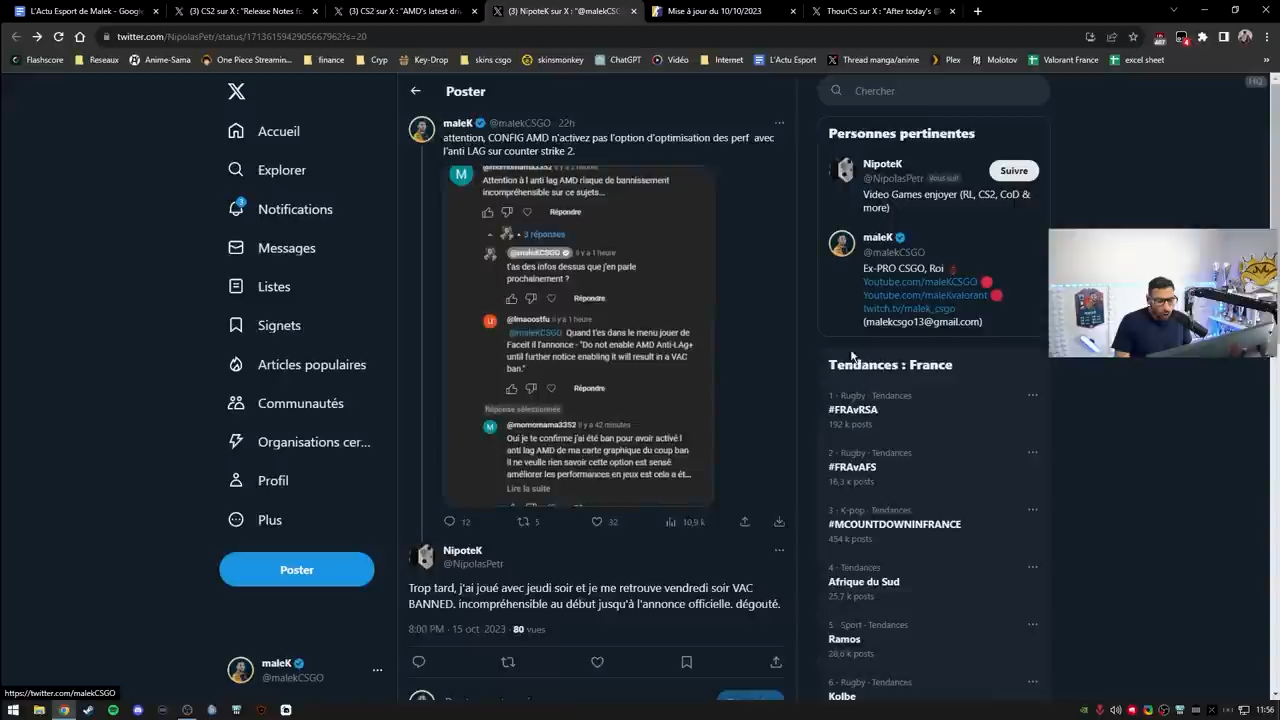 L'Actu Esport de Malek - Google
(3) CS2 sur X : "Release Notes fo
(3) CS2 sur X : "AMD's latest driv
(3) NipoteK sur X : "@malekCSG
Mise à jour du 10/10/2023
ThourCS sur X : "After today's @
twitter.com/NipolasPetr/status/1713615942905667962?s=20
Flashscore
Reseaux
Anime-Sama
One Piece Streamin...
finance
Cryp
Key-Drop
skins csgo
skinsmonkey
ChatGPT
Vidéo
Internet
L'Actu Esport
Thread manga/anime
Plex
Molotov
Valorant France
excel sheet
»
HQ
Accueil
Explorer
Notifications
3
Messages
Listes
Signets
Articles populaires
Communautés
Organisations cer...
Profil
Plus
Poster
maleK
@malekCSGO
Poster
maleK @malekCSGO · 22h
attention, CONFIG AMD n'activez pas l'option d'optimisation des perf avec
l'anti LAG sur counter strike 2.
@momomama3352 il y a 2 heures
M
Attention à l anti lag AMD risque de bannissement
incompréhensible sur ce sujets...
Répondre
3 réponses
@maleKCSGO il y a 1 heure
t'as des infos dessus que j'en parle
prochainement ?
Répondre
@lmaoostfu il y a 1 heure
@maleKCSGO Quand t'es dans le menu jouer de
Faceit il l'annonce - "Do not enable AMD Anti-Lag+
until further notice enabling it will result in a VAC
ban."
Répondre
Réponse sélectionnée
M
@momomama3352 il y a 42 minutes
Oui je te confirme j'ai été ban pour avoir activé l
anti lag AMD de ma carte graphique du coup ban
il ne veulle rien savoir cette option est sensé
améliorer les performances en jeux est cela a ét...
Lire la suite
12
5
32
10,9 k
NipoteK
@NipolasPetr
Trop tard, j'ai joué avec jeudi soir et je me retrouve vendredi soir VAC
BANNED. incompréhensible au début jusqu'à l'annonce officielle. dégouté.
8:00 PM · 15 oct. 2023 · 80 vues
Chercher
Personnes pertinentes
NipoteK
@NipolasPetr Vous suit
Suivre
Video Games enjoyer (RL, CS2, CoD &
more)
maleK
@malekCSGO
Ex-PRO CSGO, Roi
Youtube.com/maleKCSGO
Youtube.com/maleKvalorant
twitch.tv/malek_csgo
(malekcsgo13@gmail.com)
Tendances : France
1 · Rugby · Tendances
#FRAvRSA
192 k posts
2 · Rugby · Tendances
#FRAvAFS
16,3 k posts
3 · K-pop · Tendances
#MCOUNTDOWNINFRANCE
454 k posts
4 · Tendances
Afrique du Sud
25,7 k posts
5 · Sport · Tendances
Ramos
28,6 k posts
6 · Rugby · Tendances
Kolbe
https://twitter.com/malekCSGO
11:56